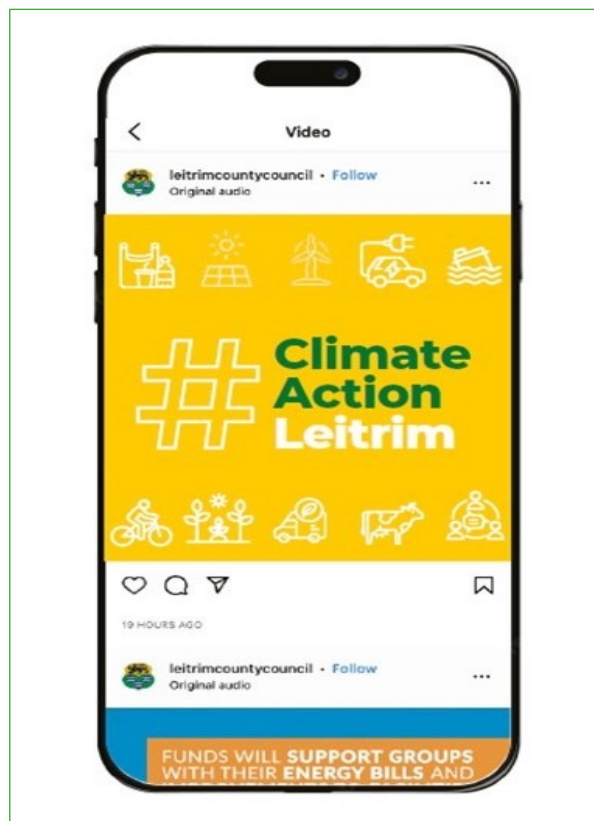 Video
leitrimcountycouncil • Follow
Original audio
#Climate
Action
Leitrim
19 HOURS AGO
leitrimcountycouncil • Follow
Original audio
FUNDS WILL SUPPORT GROUPS
WITH THEIR ENERGY BILLS AND